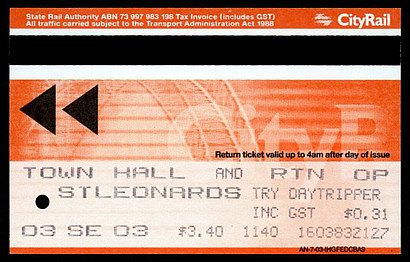 State Rail Authority ABN 73 997 983 198 Tax Invoice (includes GST)
All traffic carried subject to the Transport Administration Act 1988
CityRail
Return ticket valid up to 4am after day of issue
TOWN HALL AND RTN OP
STLEONARDS TRY DAYTRIPPER
INC GST $0.31
03 SE 03 $3.40 1140 1603832127
AN-7-03-IHGFEDCBA9